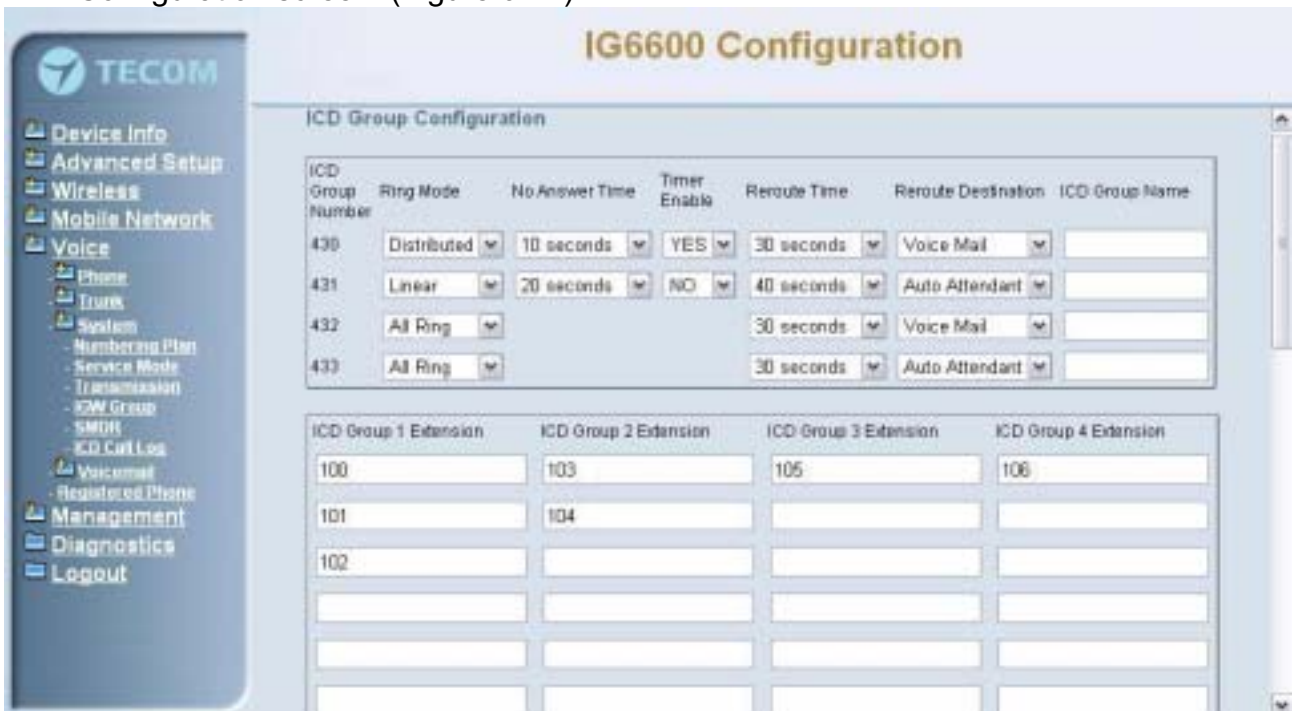 Configuration screen (Figure
IG6600 Configuration
TECOM
Device Info
Advanced Setup
Wireless
Mobile Network
Voice
Phone
Trunk
System
- Numbering Plan
- Service Mode
- Transmission
- IGW Group
- SMDR
- ICD Call Log
Voicemail
- Registered Phone
Management
Diagnostics
Logout
ICD Group Configuration
ICD Group Number Ring Mode No Answer Time Timer Enable Reroute Time Reroute Destination ICD Group Name
430 Distributed 10 seconds YES 30 seconds Voice Mail
431 Linear 20 seconds NO 40 seconds Auto Attendant
432 All Ring 30 seconds Voice Mail
433 All Ring 30 seconds Auto Attendant
ICD Group 1 Extension ICD Group 2 Extension ICD Group 3 Extension ICD Group 4 Extension
100 103 105 106
101 104
102